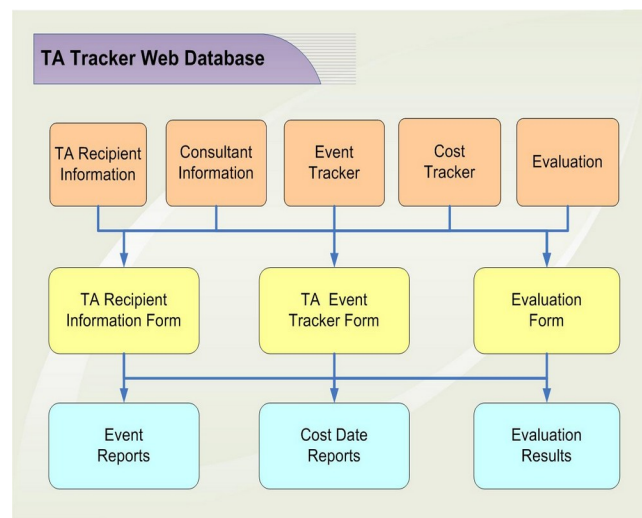 TA Tracker Web Database
TA Recipient
Information
Consultant
Information
Event
Tracker
Cost
Tracker
Evaluation
TA Recipient
Information Form
TA Event
Tracker Form
Evaluation
Form
Event
Reports
Cost Date
Reports
Evaluation
Results